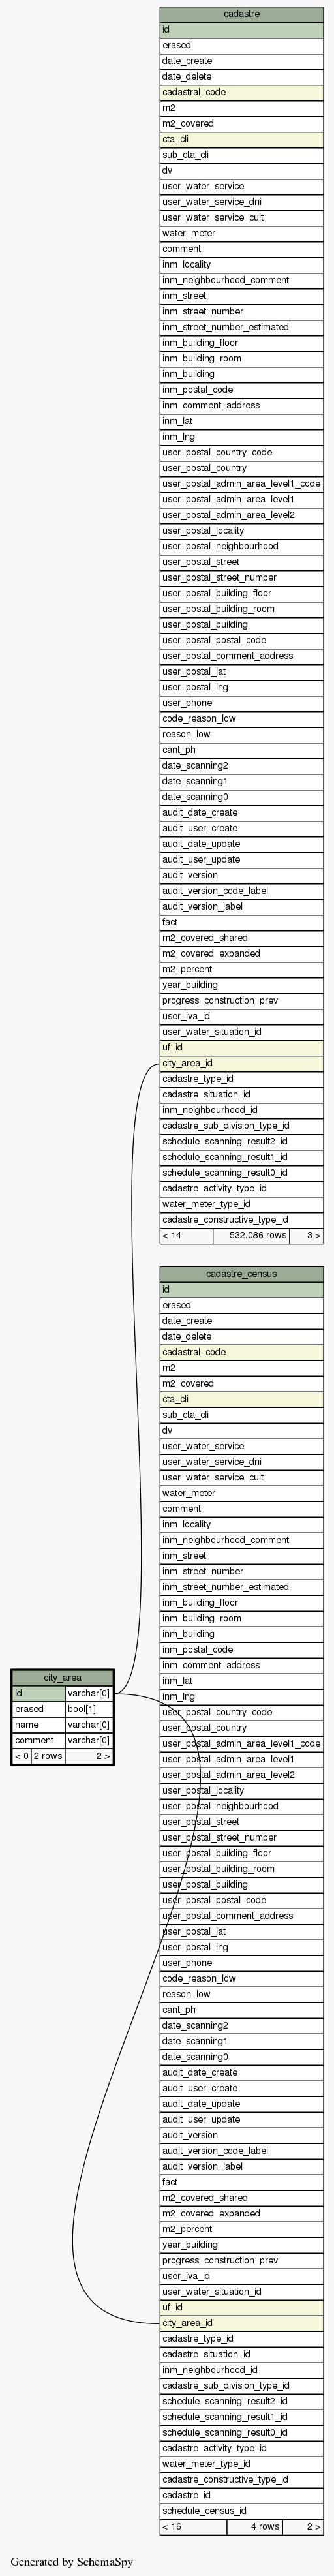 cadastre
id
erased
date_create
date_delete
cadastral_code
m2
m2_covered
cta_cli
sub_cta_cli
dv
user_water_service
user_water_service_dni
user_water_service_cuit
water_meter
comment
inm_locality
inm_neighbourhood_comment
inm_street
inm_street_number
inm_street_number_estimated
inm_building_floor
inm_building_room
inm_building
inm_postal_code
inm_comment_address
inm_lat
inm_lng
user_postal_country_code
user_postal_country
user_postal_admin_area_level1_code
user_postal_admin_area_level1
user_postal_admin_area_level2
user_postal_locality
user_postal_neighbourhood
user_postal_street
user_postal_street_number
user_postal_building_floor
user_postal_building_room
user_postal_building
user_postal_postal_code
user_postal_comment_address
user_postal_lat
user_postal_lng
user_phone
code_reason_low
reason_low
cant_ph
date_scanning2
date_scanning1
date_scanning0
audit_date_create
audit_user_create
audit_date_update
audit_user_update
audit_version
audit_version_code_label
audit_version_label
fact
m2_covered_shared
m2_covered_expanded
m2_percent
year_building
progress_construction_prev
user_iva_id
user_water_situation_id
uf_id
city_area_id
cadastre_type_id
cadastre_situation_id
inm_neighbourhood_id
cadastre_sub_division_type_id
schedule_scanning_result2_id
schedule_scanning_result1_id
schedule_scanning_result0_id
cadastre_activity_type_id
water_meter_type_id
cadastre_constructive_type_id
< 14 532.086 rows 3 >
cadastre_census
id
erased
date_create
date_delete
cadastral_code
m2
m2_covered
cta_cli
sub_cta_cli
dv
user_water_service
user_water_service_dni
user_water_service_cuit
water_meter
comment
inm_locality
inm_neighbourhood_comment
inm_street
inm_street_number
inm_street_number_estimated
inm_building_floor
inm_building_room
inm_building
inm_postal_code
inm_comment_address
inm_lat
inm_lng
user_postal_country_code
user_postal_country
user_postal_admin_area_level1_code
user_postal_admin_area_level1
user_postal_admin_area_level2
user_postal_locality
user_postal_neighbourhood
user_postal_street
user_postal_street_number
user_postal_building_floor
user_postal_building_room
user_postal_building
user_postal_postal_code
user_postal_comment_address
user_postal_lat
user_postal_lng
user_phone
code_reason_low
reason_low
cant_ph
date_scanning2
date_scanning1
date_scanning0
audit_date_create
audit_user_create
audit_date_update
audit_user_update
audit_version
audit_version_code_label
audit_version_label
fact
m2_covered_shared
m2_covered_expanded
m2_percent
year_building
progress_construction_prev
user_iva_id
user_water_situation_id
uf_id
city_area_id
cadastre_type_id
cadastre_situation_id
inm_neighbourhood_id
cadastre_sub_division_type_id
schedule_scanning_result2_id
schedule_scanning_result1_id
schedule_scanning_result0_id
cadastre_activity_type_id
water_meter_type_id
cadastre_constructive_type_id
cadastre_id
schedule_census_id
< 16 4 rows 2 >
city_area
id varchar[0]
erased bool[1]
name varchar[0]
comment varchar[0]
< 0 2 rows 2 >
Generated by SchemaSpy